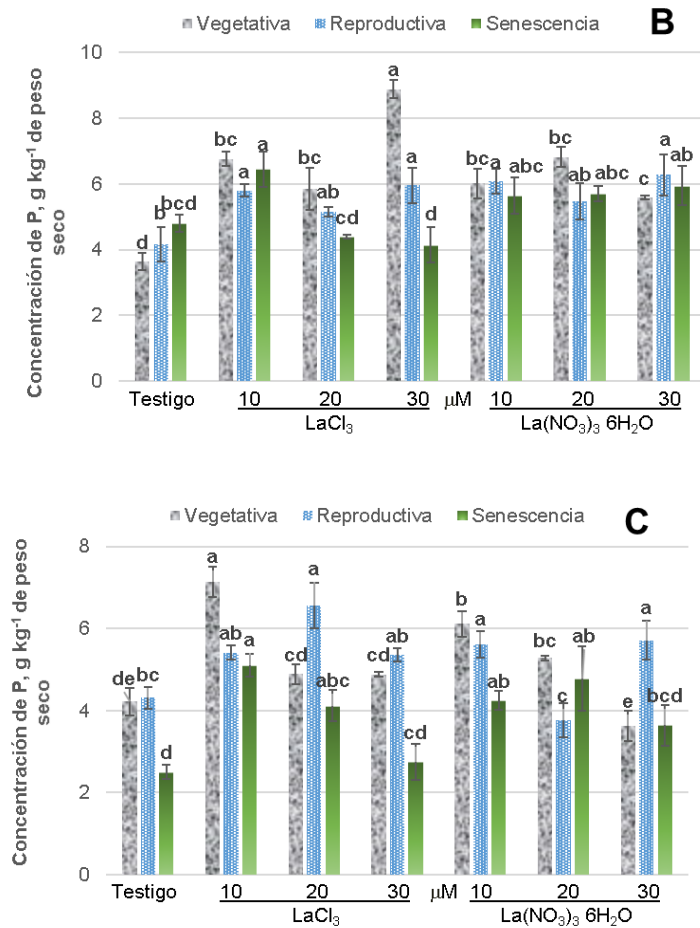 B
Vegetativa Reproductiva Senescencia
Concentración de P, g kg⁻¹ de peso
seco
10
8
6
4
2
0
d b bcd
bc a a
bc ab cd
a a d
bc a abc
bc ab abc
c a ab
Testigo 10 20 30 µM 10 20 30
LaCl₃ La(NO₃)₃ 6H₂O
C
Vegetativa Reproductiva Senescencia
Concentración de P, g kg⁻¹ de peso
seco
8
6
4
2
0
de bc d
a ab a
cd a abc
cd ab cd
b a ab
bc c ab
e a bcd
Testigo 10 20 30 µM 10 20 30
LaCl₃ La(NO₃)₃ 6H₂O